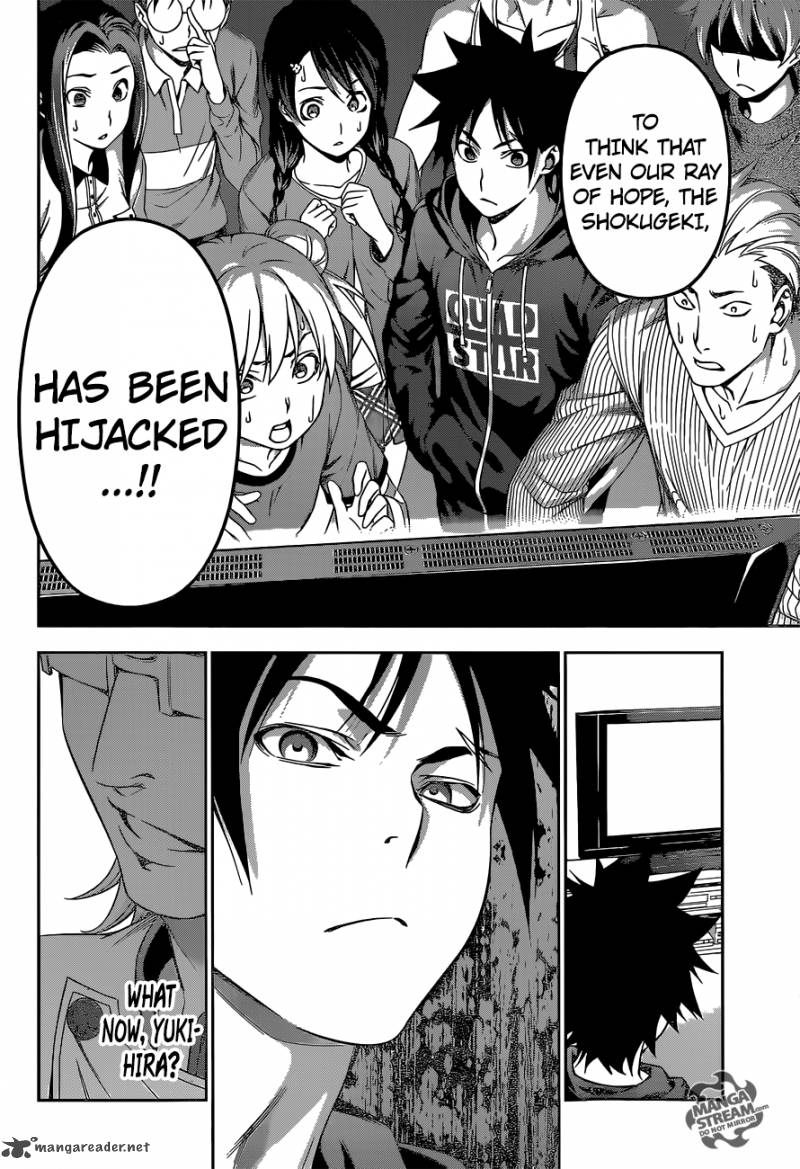 TO
THINK THAT
EVEN OUR RAY
OF HOPE, THE
SHOKUGEKI,
HAS BEEN
HIJACKED
...!!
QUAD
STAR
WHAT
NOW, YUKI-
HIRA?
MANGA
STREAM.com
DO NOT MIRROR!
mangareader.net